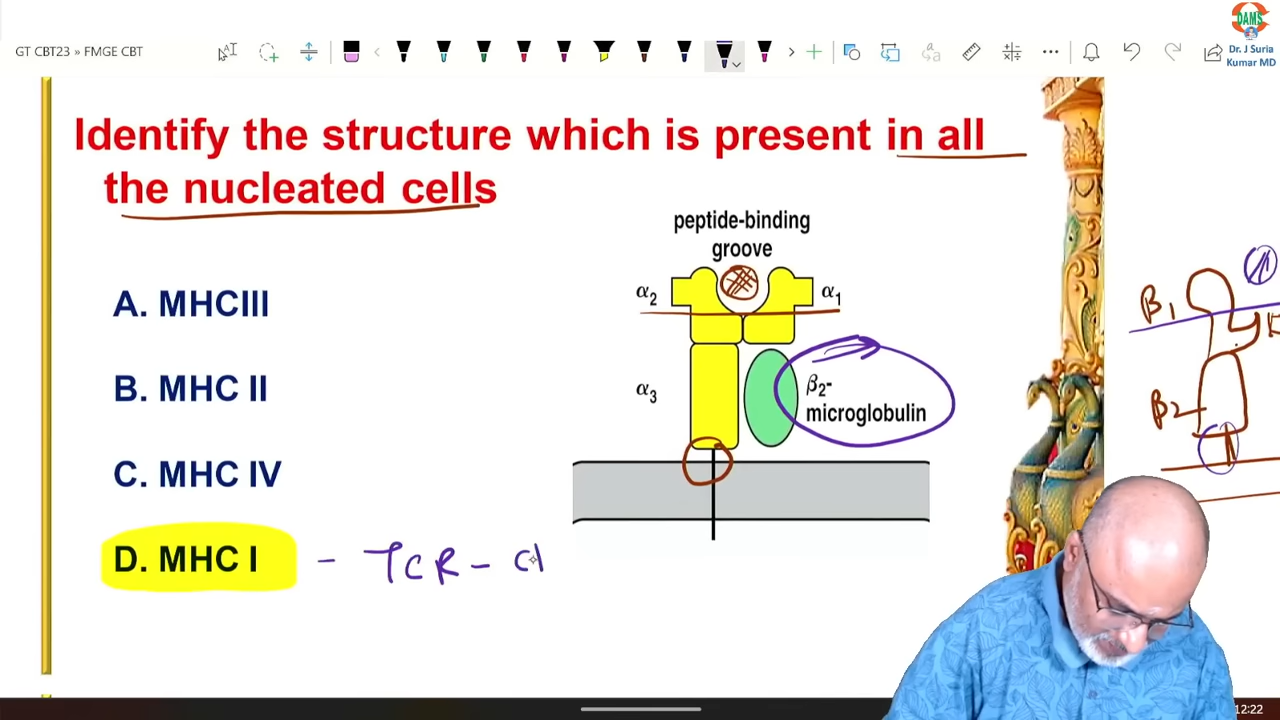 DAMS
GT CBT23 » FMGE CBT
Dr. J Suria
Kumar MD
Identify the structure which is present in all
the nucleated cells
peptide-binding
groove
α2
α1
β1
A. MHCIII
B. MHC II
α3
β2-
microglobulin
β2
C. MHC IV
D. MHC I - TCR -
12:22